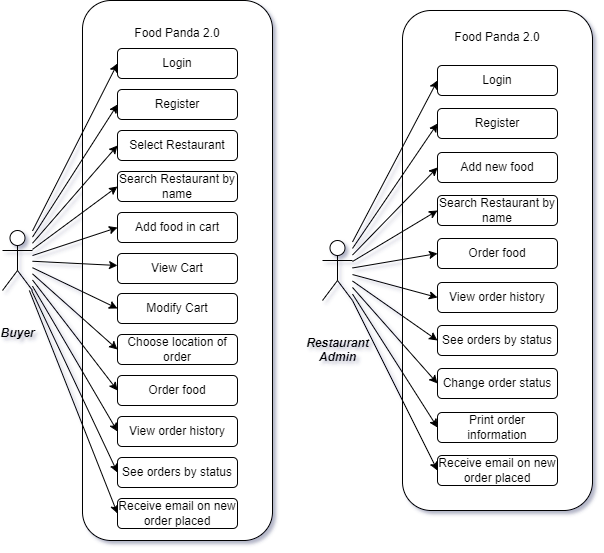 Food Panda 2.0
Login
Register
Select Restaurant
Search Restaurant by
name
Add food in cart
View Cart
Modify Cart
Choose location of
order
Order food
View order history
See orders by status
Receive email on new
order placed
Buyer
Food Panda 2.0
Login
Register
Add new food
Search Restaurant by
name
Order food
View order history
See orders by status
Change order status
Print order
information
Receive email on new
order placed
Restaurant
Admin